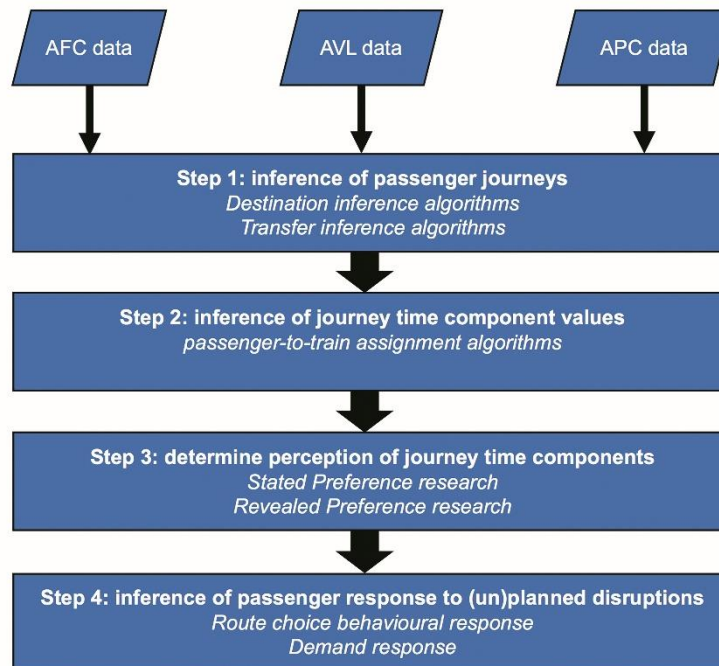 AFC data
AVL data
APC data
Step 1: inference of passenger journeys
Destination inference algorithms
Transfer inference algorithms
Step 2: inference of journey time component values
passenger-to-train assignment algorithms
Step 3: determine perception of journey time components
Stated Preference research
Revealed Preference research
Step 4: inference of passenger response to (un)planned disruptions
Route choice behavioural response
Demand response